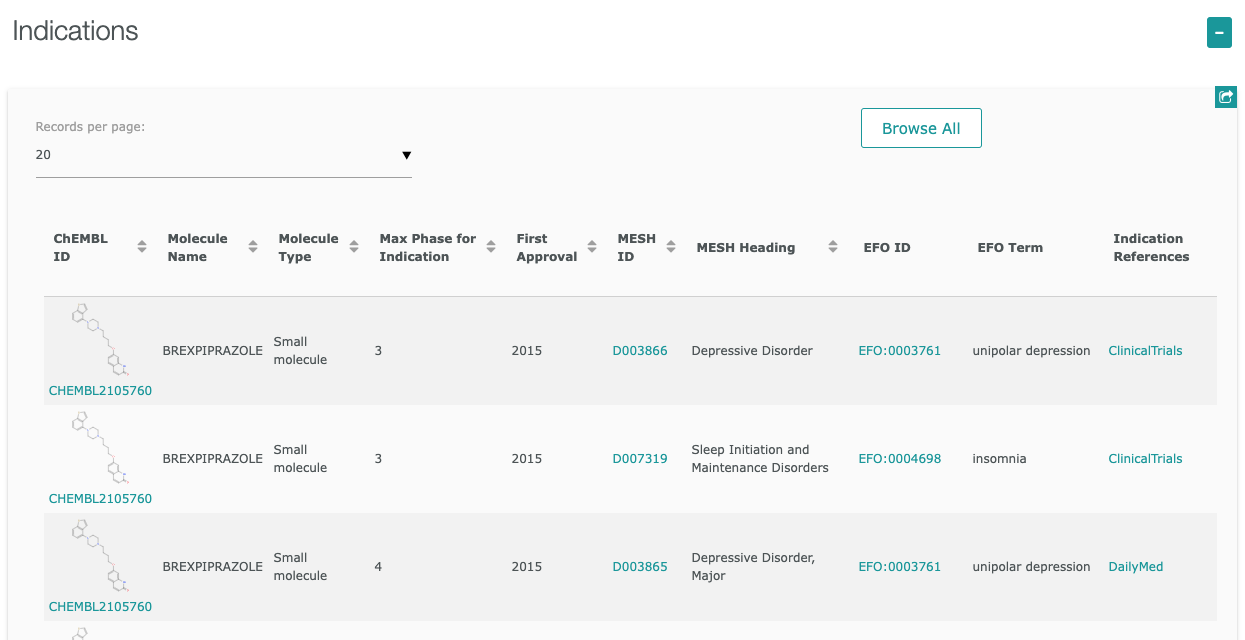 Indications
-
Records per page:
20
Browse All
ChEMBL ID
Molecule Name
Molecule Type
Max Phase for Indication
First Approval
MESH ID
MESH Heading
EFO ID
EFO Term
Indication References
CHEMBL2105760
BREXPIPRAZOLE
Small molecule
3
2015
D003866
Depressive Disorder
EFO:0003761
unipolar depression
ClinicalTrials
CHEMBL2105760
BREXPIPRAZOLE
Small molecule
3
2015
D007319
Sleep Initiation and
Maintenance Disorders
EFO:0004698
insomnia
ClinicalTrials
CHEMBL2105760
BREXPIPRAZOLE
Small molecule
4
2015
D003865
Depressive Disorder,
Major
EFO:0003761
unipolar depression
DailyMed